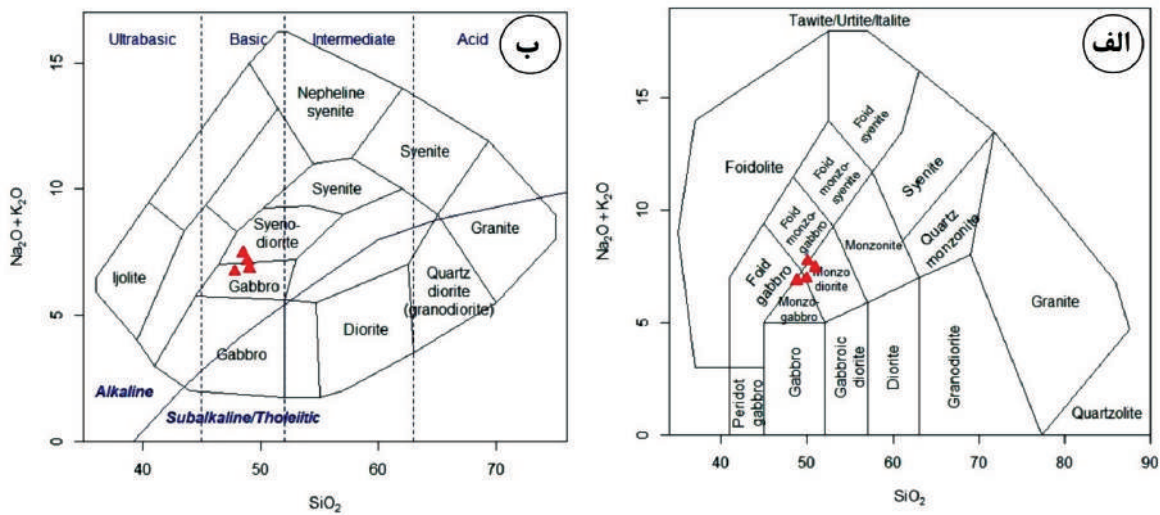 ب
Ultrabasic
Basic
Intermediate
Acid
15
10
5
0
Na₂O + K₂O
Nepheline
syenite
Syenite
Syenite
Syeno-
diorite
Granite
Ijolite
Gabbro
Quartz
diorite
(granodiorite)
Diorite
Gabbro
Alkaline
Subalkaline/Tholeiitic
40
50
60
70
SiO₂
الف
Tawite/Urtite/Italite
15
10
5
0
Na₂O + K₂O
Foid
syenite
Foidolite
Foid
monzo-
syenite
Syenite
Foid
monzo-
gabbro
Quartz
monzonite
Monzonite
Foid
gabbro
Monzo
diorite
Monzo-
gabbro
Granite
Peridot
gabbro
Gabbro
Gabbroic
diorite
Diorite
Granodiorite
Quartzolite
40
50
60
70
80
90
SiO₂